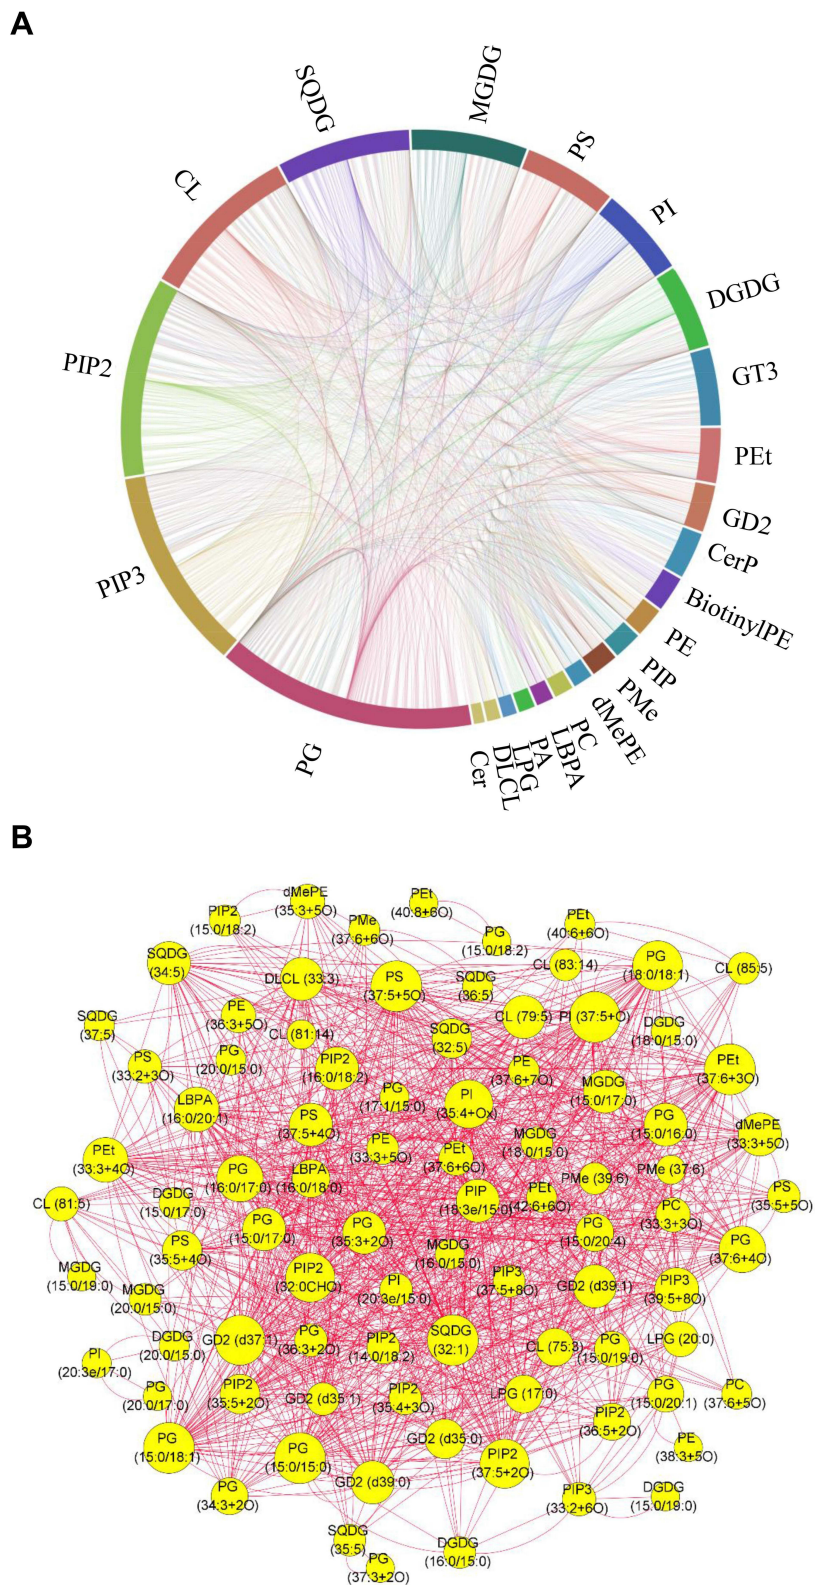 A
SQDG
MGDG
PS
CL
PI
DGDG
PIP2
GT3
PEt
GD2
CerP
PIP3
BiotinylPE
PE
PIP
PMe
dMePE
PC
LBPA
PA
LPG
DLCL
Cer
PG
B
dMePE
(35:3+5O)
PEt
(40:8+6O)
PIP2
(15:0/18:2)
PMe
(37:6+6O)
PEt
(40:6+6O)
PG
(15:0/18:2)
SQDG
(34:5)
DLCL (33:3)
PS
(37:5+5O)
SQDG
(36:5)
CL (83:14)
PG
(18:0/18:1)
CL (85:5)
SQDG
(37:5)
PE
(36:3+5O)
CL (81:14)
SQDG
(32:5)
CL (79:5)
PI (37:5+O)
DGDG
(18:0/15:0)
PS
(33:2+3O)
PG
(20:0/15:0)
PIP2
(16:0/18:2)
PE
(37:6+7O)
PEt
(37:6+3O)
LBPA
(16:0/20:1)
PG
(17:1/15:0)
PI
(35:4+Ox)
MGDG
(15:0/17:0)
PS
(37:5+4O)
PE
(33:3+5O)
MGDG
(18:0/15:0)
PG
(15:0/16:0)
dMePE
(33:3+5O)
PEt
(33:3+4O)
PG
(16:0/17:0)
LBPA
(16:0/18:0)
PEt
(37:6+6O)
PMe (39:6)
PMe (37:6)
CL (81:5)
DGDG
(15:0/17:0)
PIP
(18:3e/15:0)
PEt
(42:6+6O)
PC
(33:3+3O)
PS
(35:5+5O)
PS
(35:5+4O)
PG
(15:0/17:0)
PG
(35:3+2O)
MGDG
(16:0/15:0)
PG
(15:0/20:4)
PG
(37:6+4O)
MGDG
(15:0/19:0)
MGDG
(20:0/15:0)
PIP2
(32:0CHO)
PI
(20:3e/15:0)
PIP3
(37:5+8O)
GD2 (d39:1)
PIP3
(39:5+8O)
PI
(20:3e/17:0)
DGDG
(20:0/15:0)
GD2 (d37:1)
PG
(36:3+2O)
PIP2
(14:0/18:2)
SQDG
(32:1)
CL (75:3)
PG
(15:0/19:0)
LPG (20:0)
PG
(20:0/17:0)
PIP2
(35:5+2O)
GD2 (d35:1)
PIP2
(35:4+3O)
LPG (17:0)
PG
(15:0/20:1)
PC
(37:6+5O)
PG
(15:0/18:1)
PG
(15:0/15:0)
GD2 (d35:0)
PIP2
(36:5+2O)
PE
(38:3+5O)
PG
(34:3+2O)
GD2 (d39:0)
PIP2
(37:5+2O)
PIP3
(33:2+6O)
DGDG
(15:0/19:0)
SQDG
(35:5)
PG
(37:3+2O)
DGDG
(16:0/15:0)